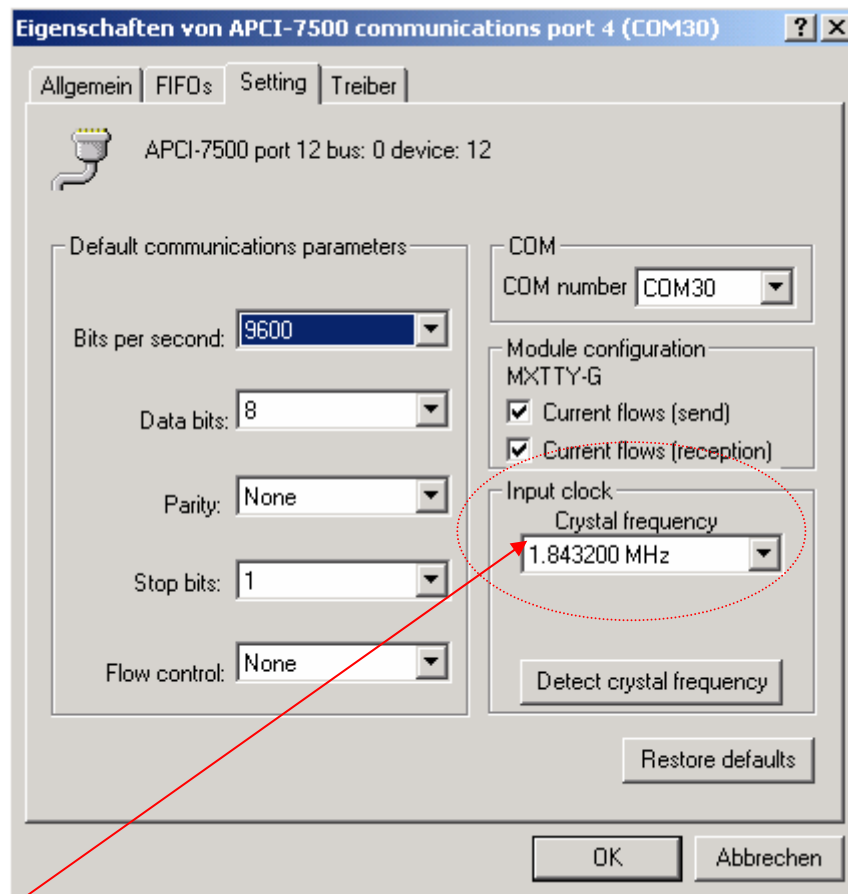 Eigenschaften von APCI-7500 communications port 4 (COM30)
Allgemein
FIFOs
Setting
Treiber
APCI-7500 port 12 bus: 0 device: 12
Default communications parameters
Bits per second: 9600
Data bits: 8
Parity: None
Stop bits: 1
Flow control: None
COM
COM number COM30
Module configuration
MXTTY-G
Current flows (send)
Current flows (reception)
Input clock
Crystal frequency
1.843200 MHz
Detect crystal frequency
Restore defaults
OK
Abbrechen